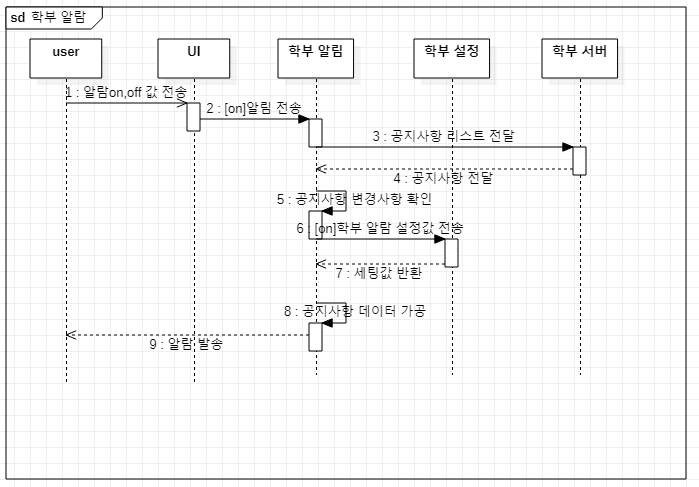 sd 학부 알람
user
UI
학부 알림
학부 설정
학부 서버
1 : 알람on,off 값 전송
2 : [on]알림 전송
3 : 공지사항 리스트 전달
4 : 공지사항 전달
5 : 공지사항 변경사항 확인
6 : [on]학부 알람 설정값 전송
7 : 세팅값 반환
8 : 공지사항 데이터 가공
9 : 알람 발송